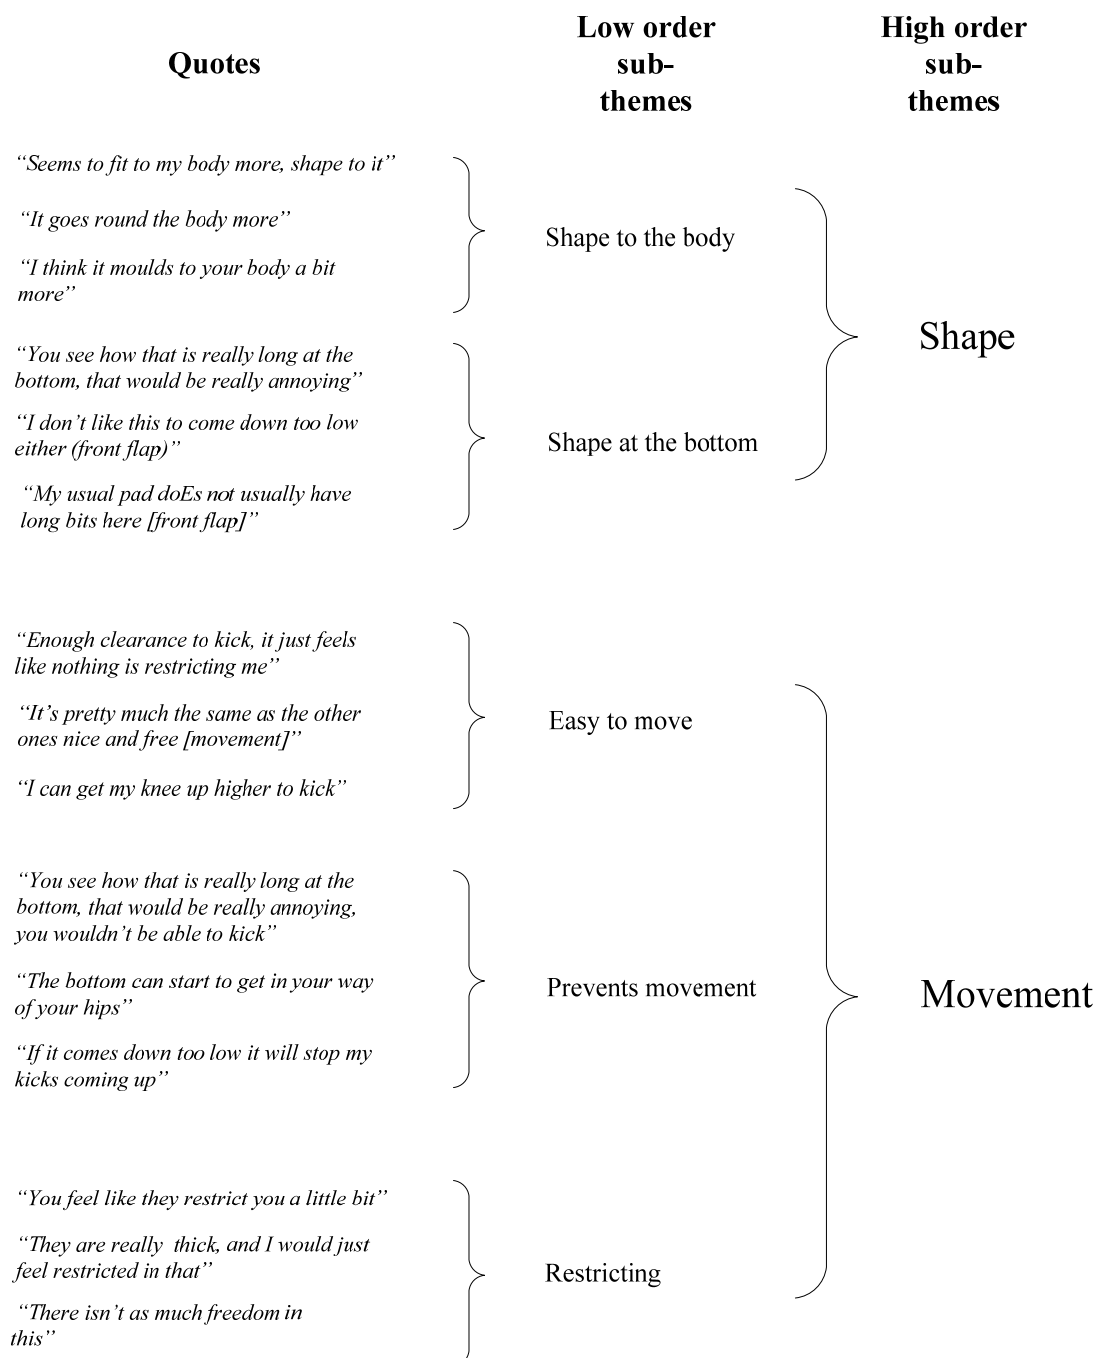 Quotes
Low order
sub-
themes
High order
sub-
themes
“Seems to fit to my body more, shape to it”
“It goes round the body more”
“I think it moulds to your body a bit
more”
Shape to the body
“You see how that is really long at the
bottom, that would be really annoying”
“I don’t like this to come down too low
either (front flap)”
“My usual pad doEs not usually have
long bits here [front flap]”
Shape at the bottom
Shape
“Enough clearance to kick, it just feels
like nothing is restricting me”
“It’s pretty much the same as the other
ones nice and free [movement]”
“I can get my knee up higher to kick”
Easy to move
“You see how that is really long at the
bottom, that would be really annoying,
you wouldn’t be able to kick”
“The bottom can start to get in your way
of your hips”
“If it comes down too low it will stop my
kicks coming up”
Prevents movement
Movement
“You feel like they restrict you a little bit”
“They are really thick, and I would just
feel restricted in that”
“There isn’t as much freedom in
this”
Restricting